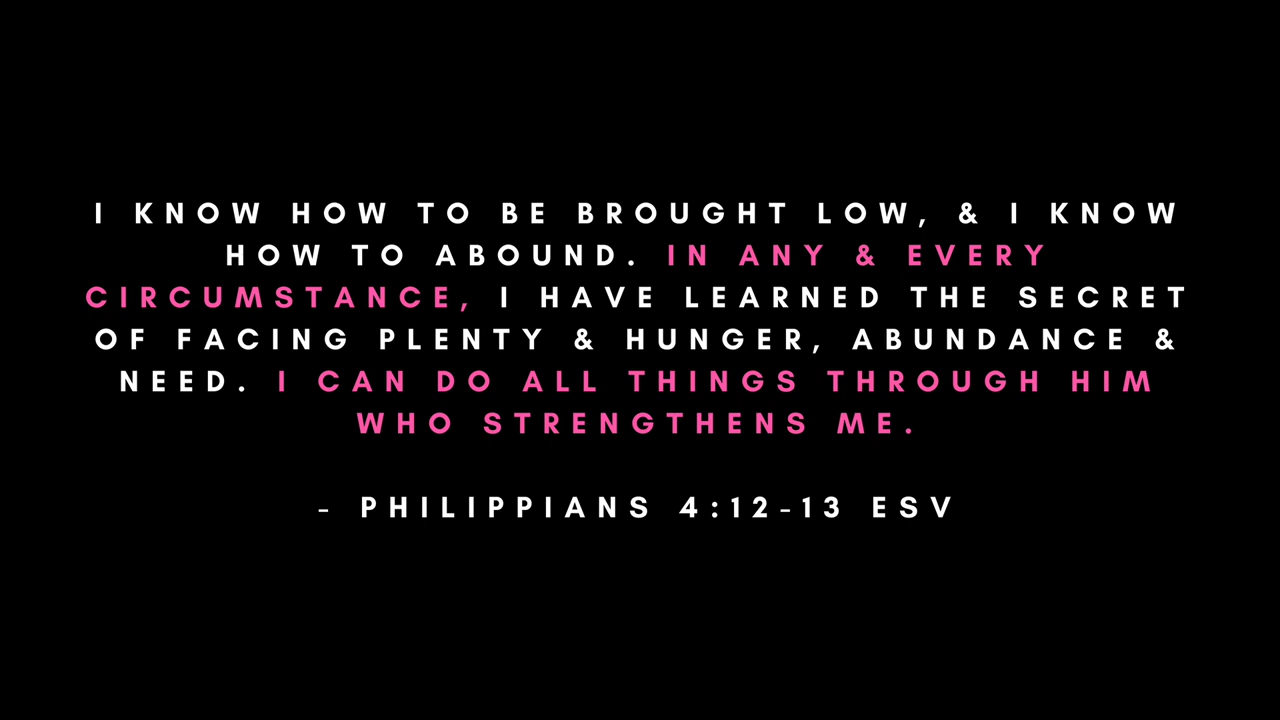 I KNOW HOW TO BE BROUGHT LOW, & I KNOW
HOW TO ABOUND. IN ANY & EVERY
CIRCUMSTANCE, I HAVE LEARNED THE SECRET
OF FACING PLENTY & HUNGER, ABUNDANCE &
NEED. I CAN DO ALL THINGS THROUGH HIM
WHO STRENGTHENS ME.
- PHILIPPIANS 4:12-13 ESV